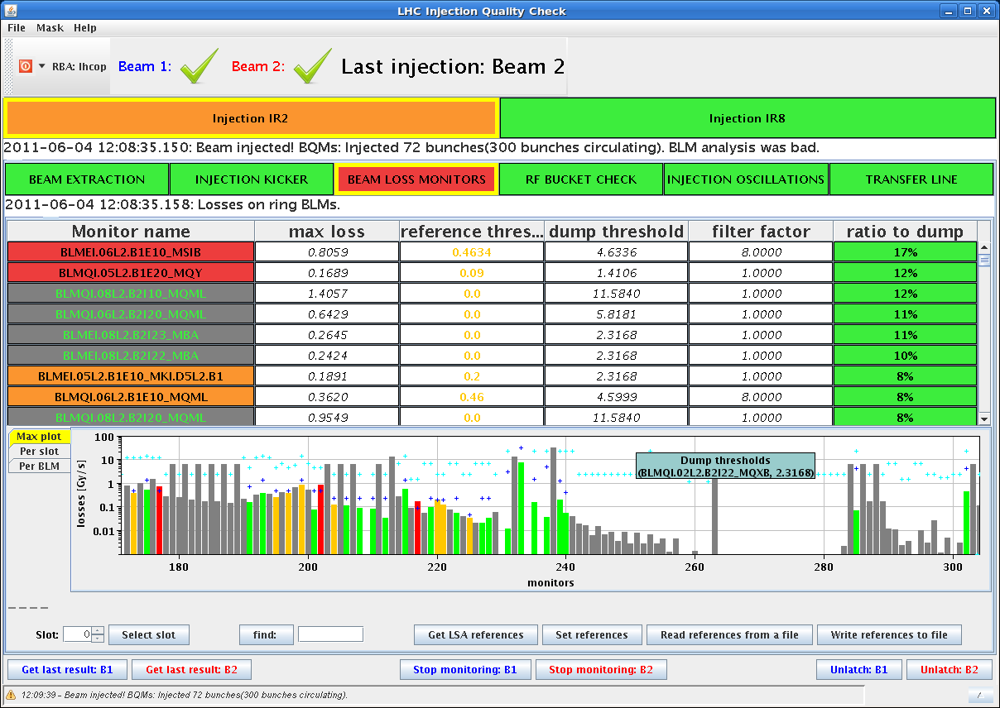 LHC Injection Quality Check
File Mask Help
RBA: lhcop Beam 1: Beam 2: Last injection: Beam 2
Injection IR2 Injection IR8
2011-06-04 12:08:35.150: Beam injected! BQMs: Injected 72 bunches(300 bunches circulating). BLM analysis was bad.
BEAM EXTRACTION INJECTION KICKER BEAM LOSS MONITORS RF BUCKET CHECK INJECTION OSCILLATIONS TRANSFER LINE
2011-06-04 12:08:35.158: Losses on ring BLMs.
Monitor name max loss reference thres... dump threshold filter factor ratio to dump
BLMEI.06L2.B1E10_MSIB 0.8059 0.4634 4.6336 8.0000 17%
BLMQI.05L2.B1E20_MQY 0.1689 0.09 1.4106 1.0000 12%
BLMQI.08L2.B2I10_MQML 1.4057 0.0 11.5840 1.0000 12%
BLMQI.06L2.B2I20_MQML 0.6429 0.0 5.8181 1.0000 11%
BLMEI.08L2.B2I23_MBA 0.2645 0.0 2.3168 1.0000 11%
BLMEI.08L2.B2I22_MBA 0.2424 0.0 2.3168 1.0000 10%
BLMEI.05L2.B1E10_MKI.D5L2.B1 0.1891 0.2 2.3168 1.0000 8%
BLMQI.06L2.B1E10_MQML 0.3620 0.46 4.5999 8.0000 8%
BLMQI.08L2.B2I20_MQML 0.9549 0.0 11.5840 1.0000 8%
Max plot
Per slot
Per BLM
losses [Gy/s]
100
10
1
0.1
0.01
Dump thresholds
(BLMQI.02L2.B2I22_MQXB, 2.3168)
180 200 220 240 260 280 300
monitors
Slot: 0 Select slot find: Get LSA references Set references Read references from a file Write references to file
Get last result: B1 Get last result: B2 Stop monitoring: B1 Stop monitoring: B2 Unlatch: B1 Unlatch: B2
12:09:39 - Beam injected! BQMs: Injected 72 bunches(300 bunches circulating).